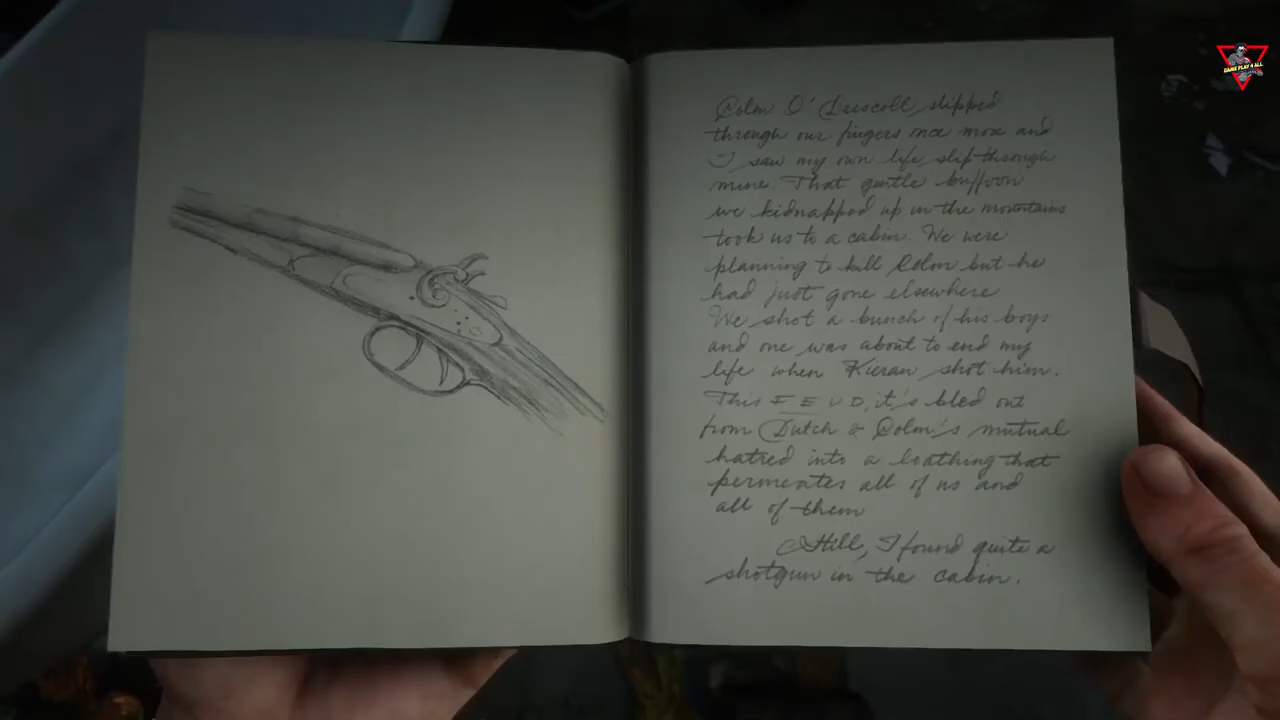 GAME PLAY 4 ALL
Colm O'Driscoll slipped
through our fingers once more and
I saw my own life slip through
mine. That gentle buffoon
we kidnapped up in the mountains
took us to a cabin. We were
planning to kill Colm but he
had just gone elsewhere
We shot a bunch of his boys
and one was about to end my
life when Kieran shot him.
This FEUD, it's bled out
from Dutch & Colm's mutual
hatred into a loathing that
permeates all of us and
all of them
Still, I found quite a
shotgun in the cabin.